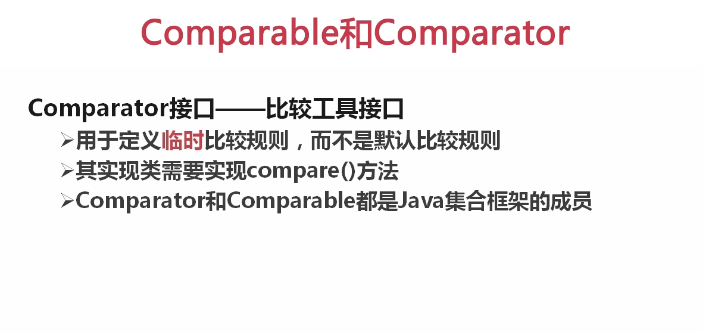 Comparable和Comparator
Comparator接口——比较工具接口
➢用于定义临时比较规则，而不是默认比较规则
➢其实现类需要实现compare()方法
➢Comparator和Comparable都是Java集合框架的成员